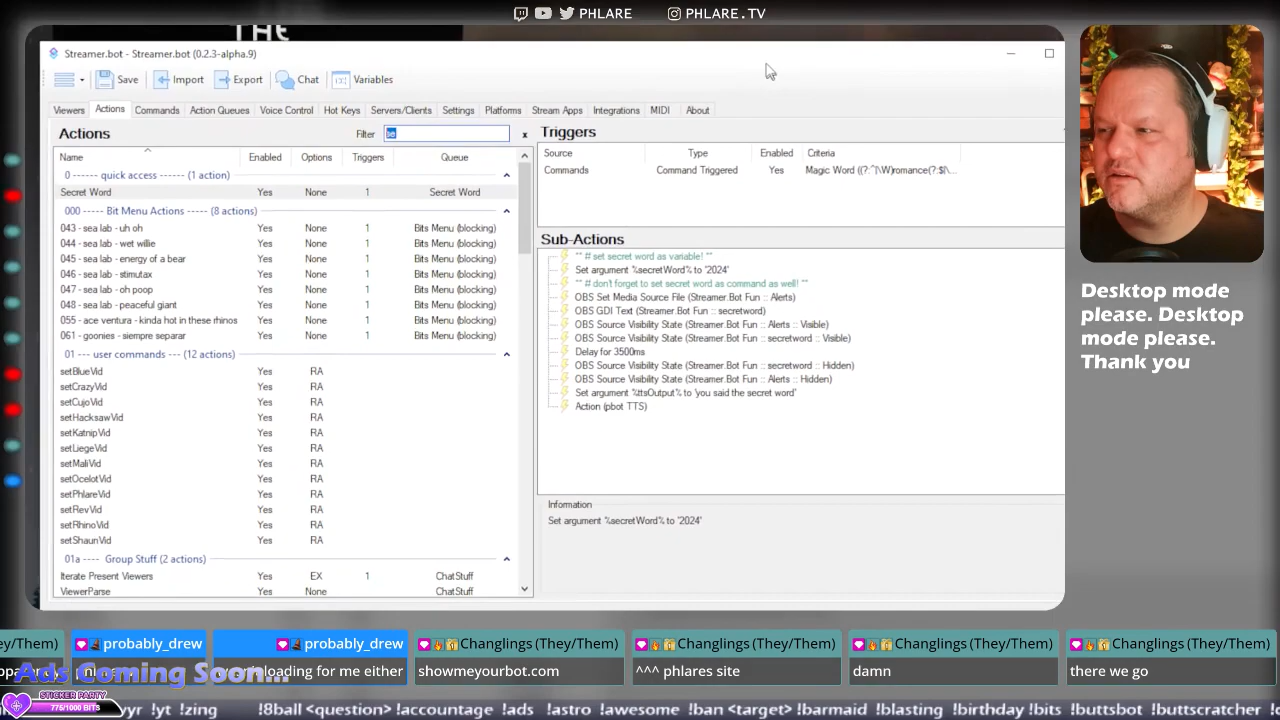 PHLARE
PHLARE.TV
THE
Streamer.bot - Streamer.bot (0.2.3-alpha.9)
Save
Import
Export
Chat
Variables
Viewers
Actions
Commands
Action Queues
Voice Control
Hot Keys
Servers/Clients
Settings
Platforms
Stream Apps
Integrations
MIDI
About
Actions
Filter
se
x
Name Enabled Options Triggers Queue
0 ------ quick access ------ (1 action)
Secret Word Yes None 1 Secret Word
000 ----- Bit Menu Actions ----- (8 actions)
043 - sea lab - uh oh Yes None 1 Bits Menu (blocking)
044 - sea lab - wet willie Yes None 1 Bits Menu (blocking)
045 - sea lab - energy of a bear Yes None 1 Bits Menu (blocking)
046 - sea lab - stimutax Yes None 1 Bits Menu (blocking)
047 - sea lab - oh poop Yes None 1 Bits Menu (blocking)
048 - sea lab - peaceful giant Yes None 1 Bits Menu (blocking)
055 - ace ventura - kinda hot in these rhinos Yes None 1 Bits Menu (blocking)
061 - goonies - siempre separar Yes None 1 Bits Menu (blocking)
01 --- user commands --- (12 actions)
setBlueVid Yes RA
setCrazyVid Yes RA
setCujoVid Yes RA
setHacksawVid Yes RA
setKatnipVid Yes RA
setLiegeVid Yes RA
setMaliVid Yes RA
setOcelotVid Yes RA
setPhlareVid Yes RA
setRevVid Yes RA
setRhinoVid Yes RA
setShaunVid Yes RA
01a ---- Group Stuff (2 actions)
Iterate Present Viewers Yes EX 1 ChatStuff
ViewerParse Yes None ChatStuff
Triggers
Source Type Enabled Criteria
Commands Command Triggered Yes Magic Word ((?:^|\W)romance(?:$|\...
Sub-Actions
** # set secret word as variable! **
Set argument '%secretWord% to '2024'
** # don't forget to set secret word as command as well! **
OBS Set Media Source File (Streamer.Bot Fun :: Alerts)
OBS GDI Text (Streamer.Bot Fun :: secretword)
OBS Source Visibility State (Streamer.Bot Fun :: Alerts :: Visible)
OBS Source Visibility State (Streamer.Bot Fun :: secretword :: Visible)
Delay for 3500ms
OBS Source Visibility State (Streamer.Bot Fun :: secretword :: Hidden)
OBS Source Visibility State (Streamer.Bot Fun :: Alerts :: Hidden)
Set argument '%ttsOutput% to 'you said the secret word'
Action (pbot TTS)
Information
Set argument '%secretWord% to '2024'
Desktop mode
please. Desktop
mode please.
Thank you
ey/Them)
probably_drew
probably_drew
loading for me either
Changlings (They/Them)
showmeyourbot.com
Changlings (They/Them)
^^^ phlares site
Changlings (They/Them)
damn
Changlings (They/Them)
there we go
Ads Coming Soon...
STICKER PARTY
775/1000 BITS
!yt !zing !8ball <question> !accountage !ads !astro !awesome !ban <target> !barmaid !blasting !birthday !bits !buttsbot !buttscratcher